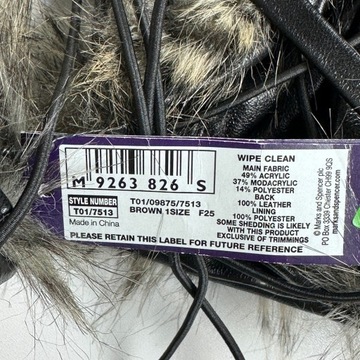 M 9263 826 S
STYLE NUMBER
T01/7513
Made in China
T01/09875/7513
BROWN 1SIZE F25
WIPE CLEAN
MAIN FABRIC
49% ACRYLIC
37% MODACRYLIC
14% POLYESTER
BACK
100% LEATHER
LINING
100% POLYESTER
SOME SHEDDING IS LIKELY
WITH THIS PRODUCT
EXCLUSIVE OF TRIMMINGS
PLEASE RETAIN THIS LABEL FOR FUTURE REFERENCE
© Marks and Spencer plc
PO Box 3339 Chester CH99 9QS
marksandspencer.com